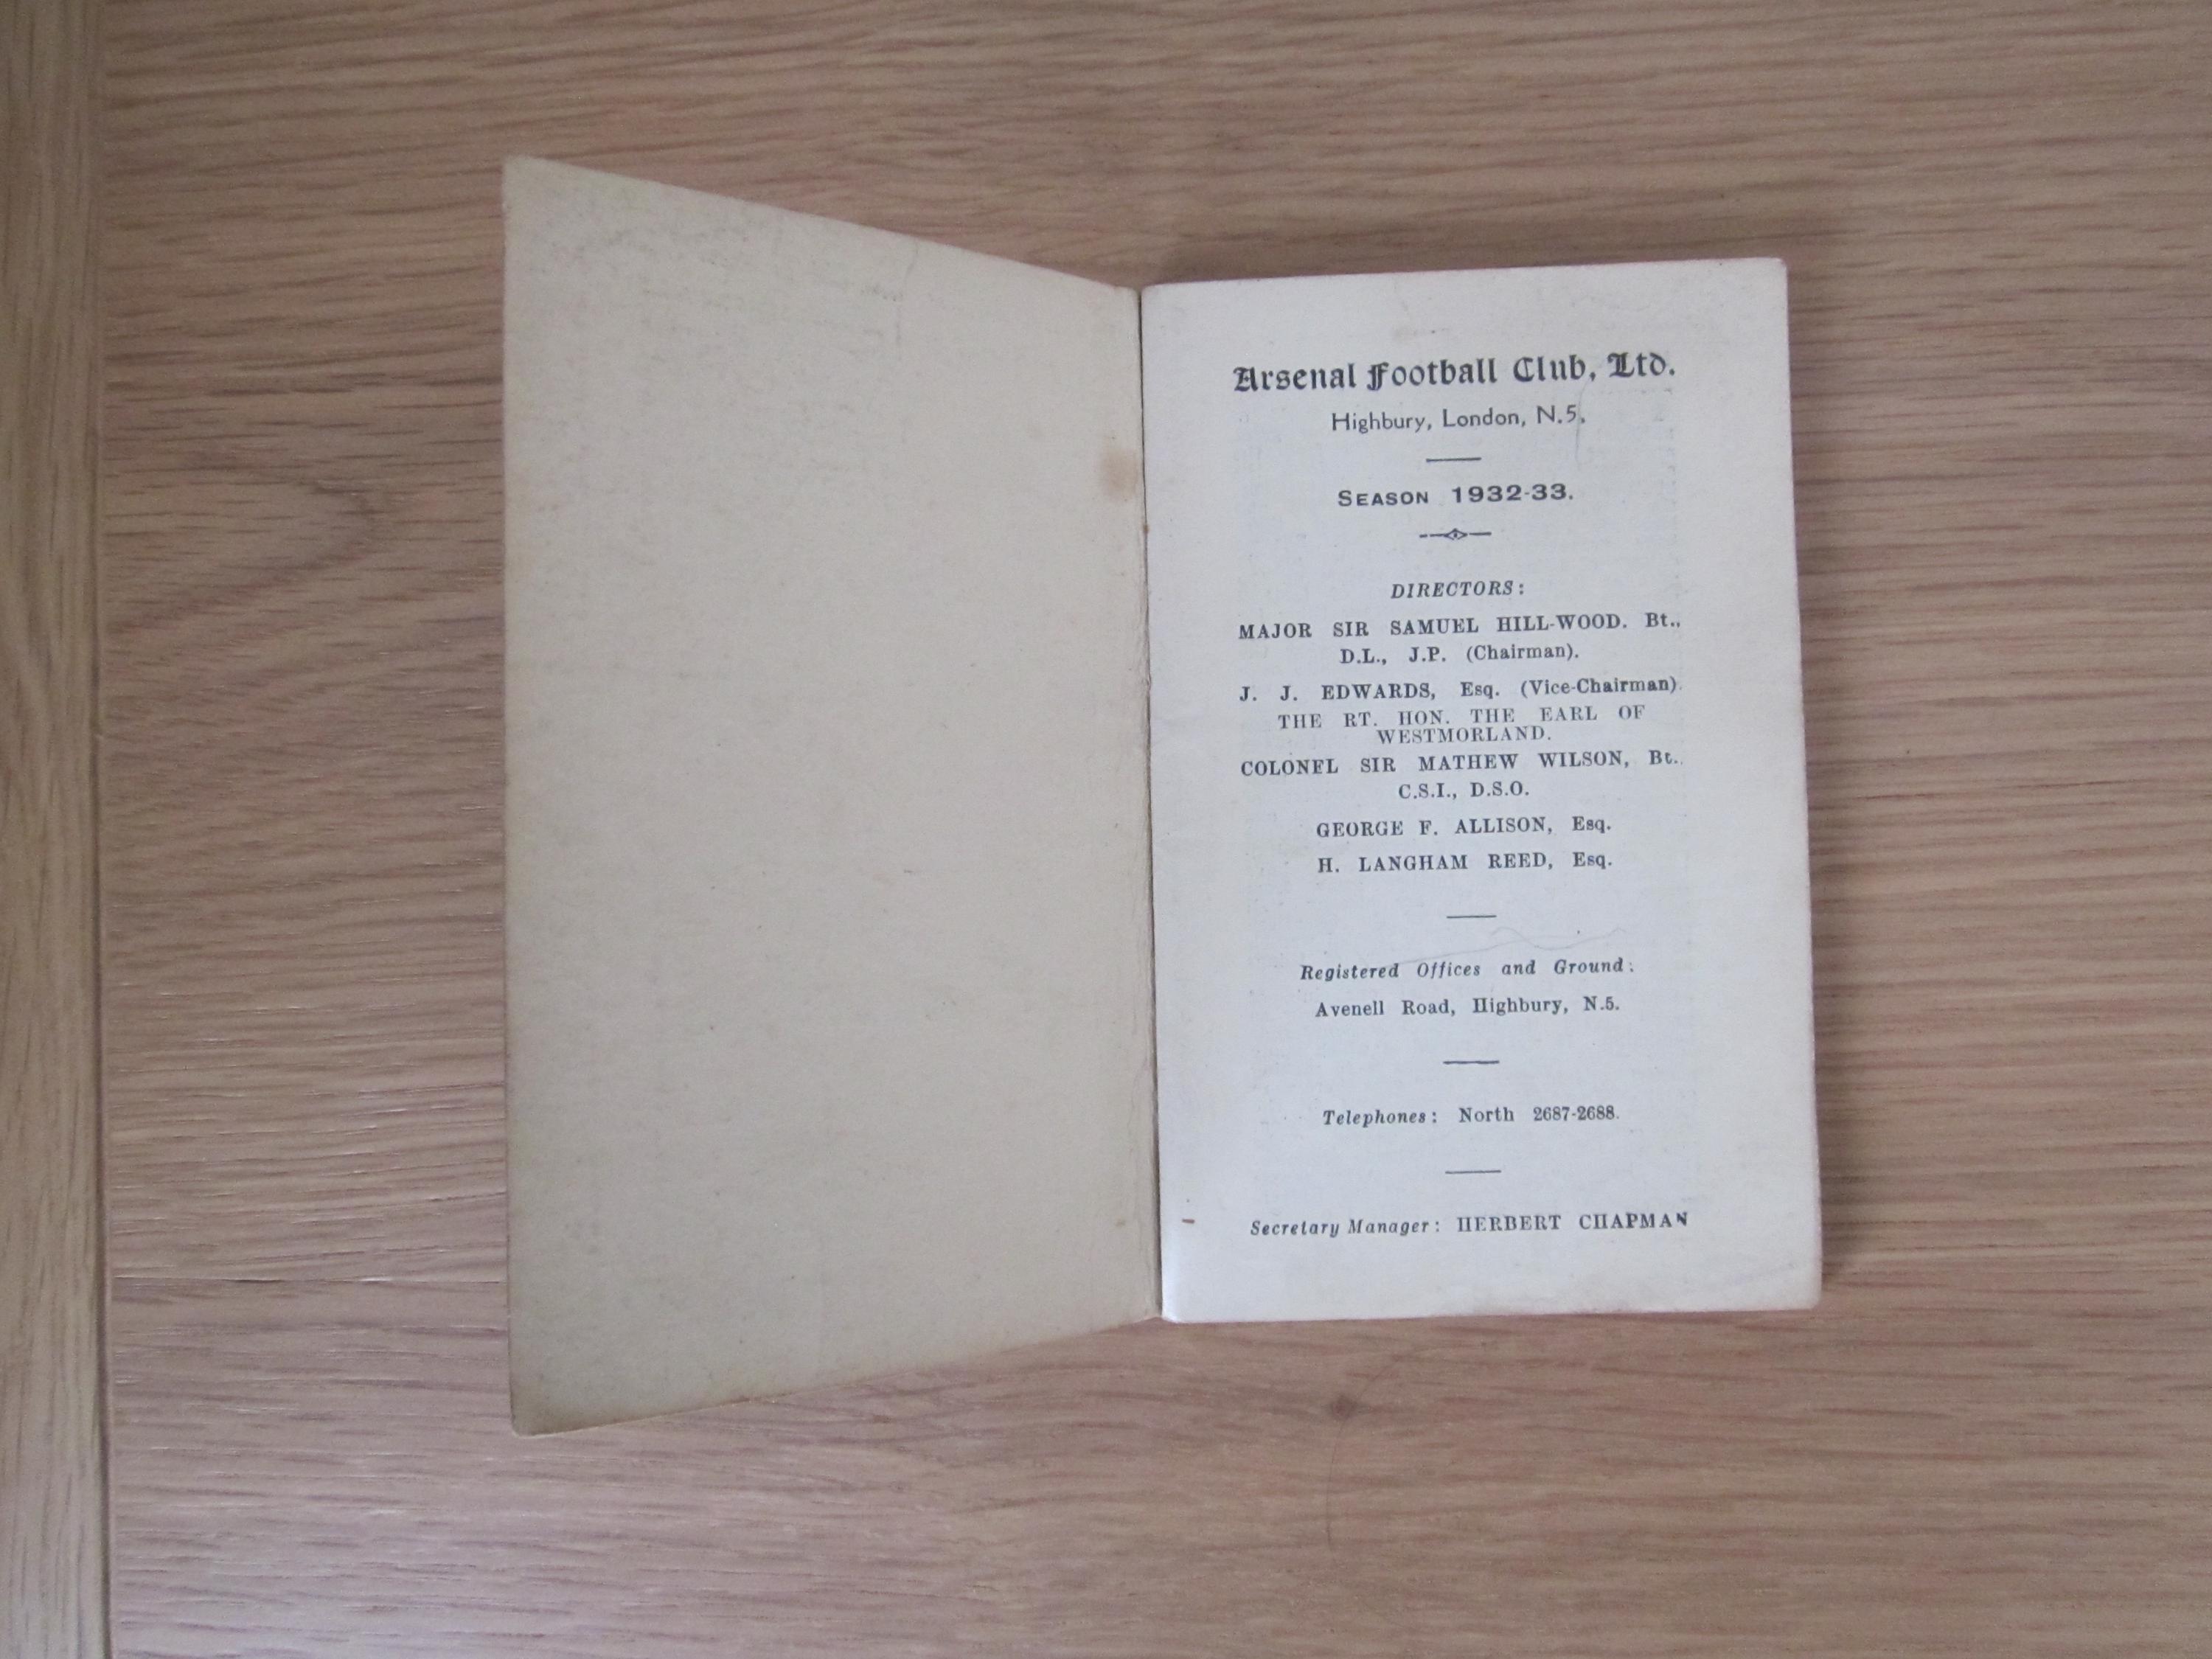 Arsenal Football Club, Ltd.
Highbury, London, N.5.
SEASON 1932-33.
DIRECTORS:
MAJOR SIR SAMUEL HILL-WOOD. Bt.,
D.L., J.P. (Chairman).
J. J. EDWARDS, Esq. (Vice-Chairman).
THE RT. HON. THE EARL OF
WESTMORLAND.
COLONEL SIR MATHEW WILSON, Bt.,
C.S.I., D.S.O.
GEORGE F. ALLISON, Esq.
H. LANGHAM REED, Esq.
Registered Offices and Ground:
Avenell Road, Highbury, N.5.
Telephones: North 2687-2688.
Secretary Manager: HERBERT CHAPMAN